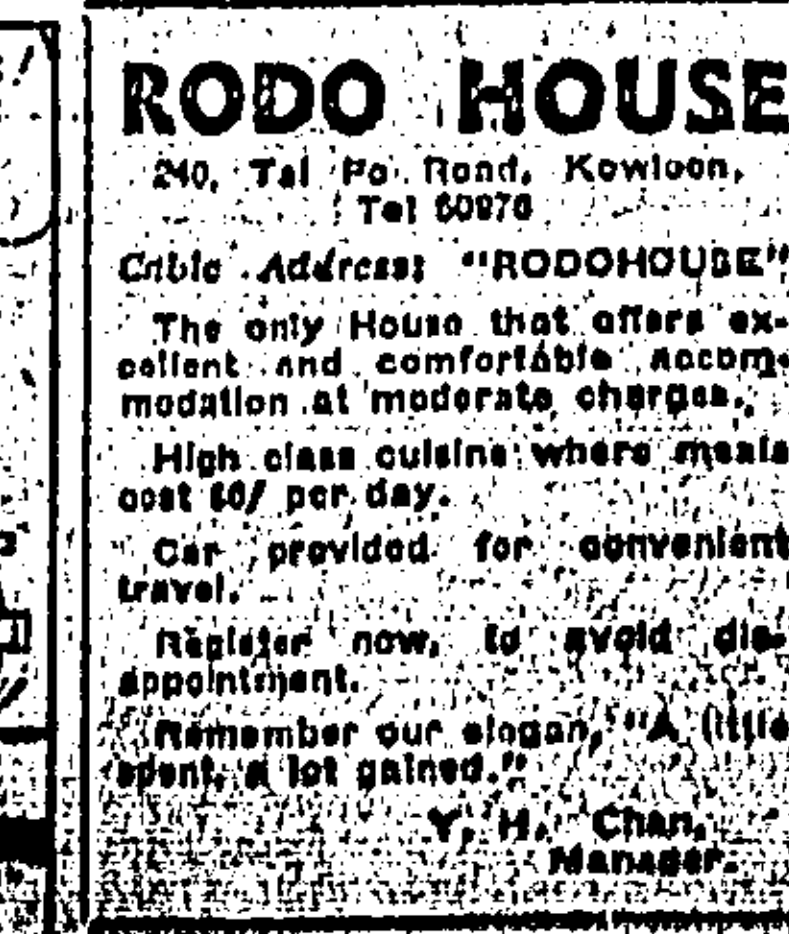 RODO HOUSE
240, Tai Po Road, Kowloon,
Tel
Cable Address: "RODOHOUSE"
The only House that offers ex-
cellent and comfortable accom-
modation at moderate charges.
High class cuisine where meals
cost per day.
Car provided for convenient
travel.
Register now, to avoid dis-
appointment.
Remember our slogan, "A little
spent, a lot gained."
Y. H. Chan,
Manager.